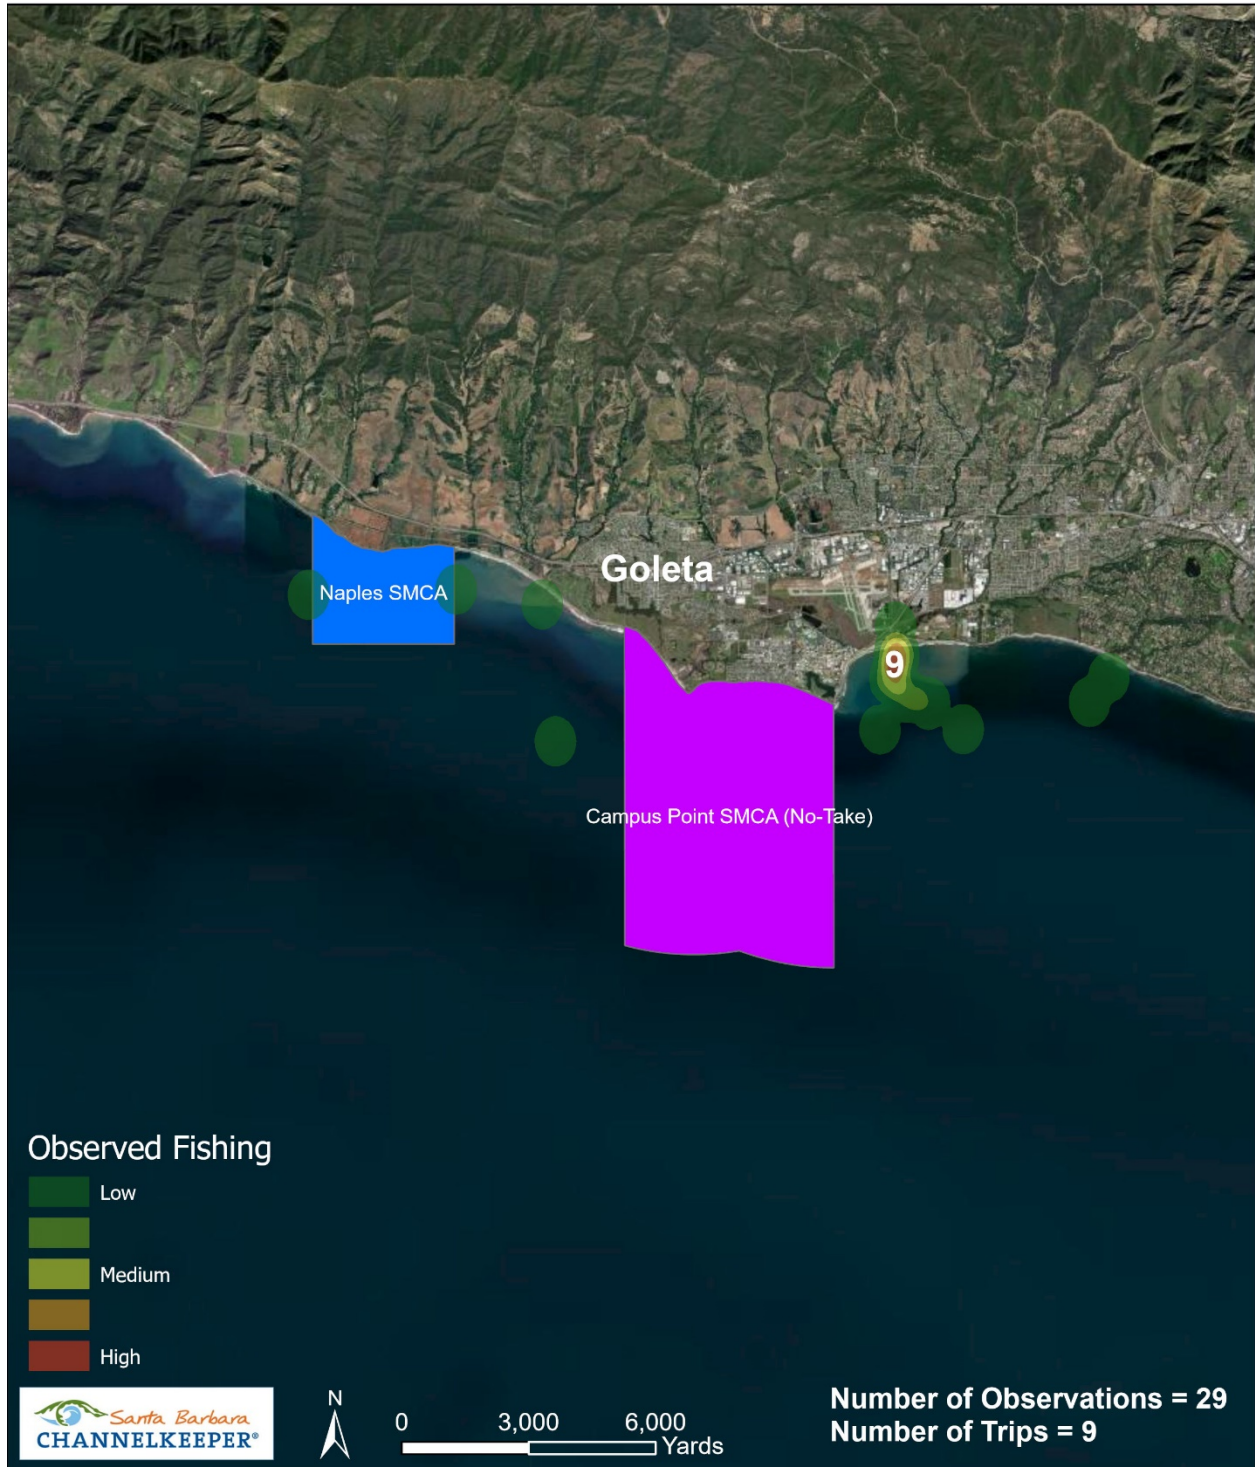 Goleta
Naples SMCA
9
Campus Point SMCA (No-Take)
Observed Fishing
Low
Medium
High
Santa Barbara
CHANNELKEEPER®
N
0 3,000 6,000
Yards
Number of Observations = 29
Number of Trips = 9